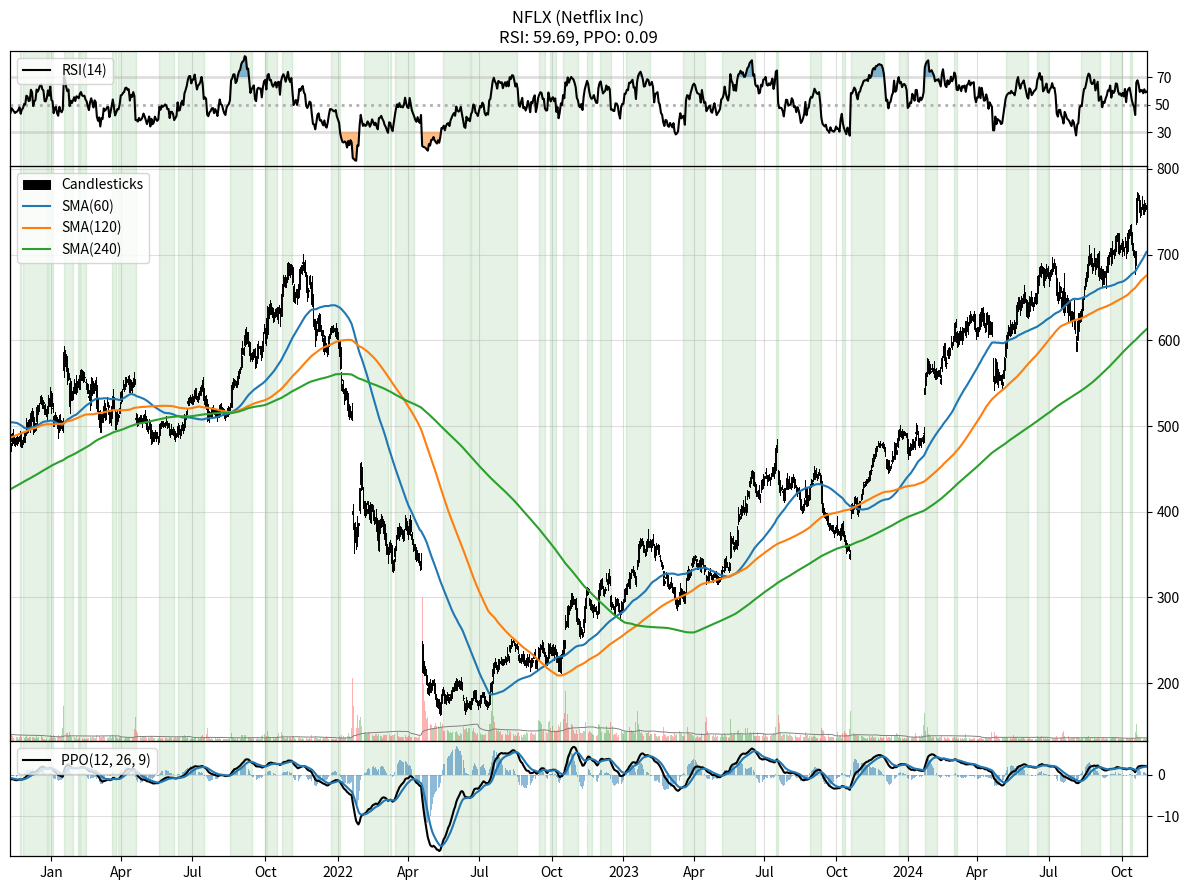 NFLX (Netflix Inc)
RSI: 59.69, PPO: 0.09
RSI(14)
70
50
30
Candlesticks
SMA(60)
SMA(120)
SMA(240)
800
700
600
500
400
300
200
PPO(12, 26, 9)
0
−10
Jan Apr Jul Oct 2022 Apr Jul Oct 2023 Apr Jul Oct 2024 Apr Jul Oct